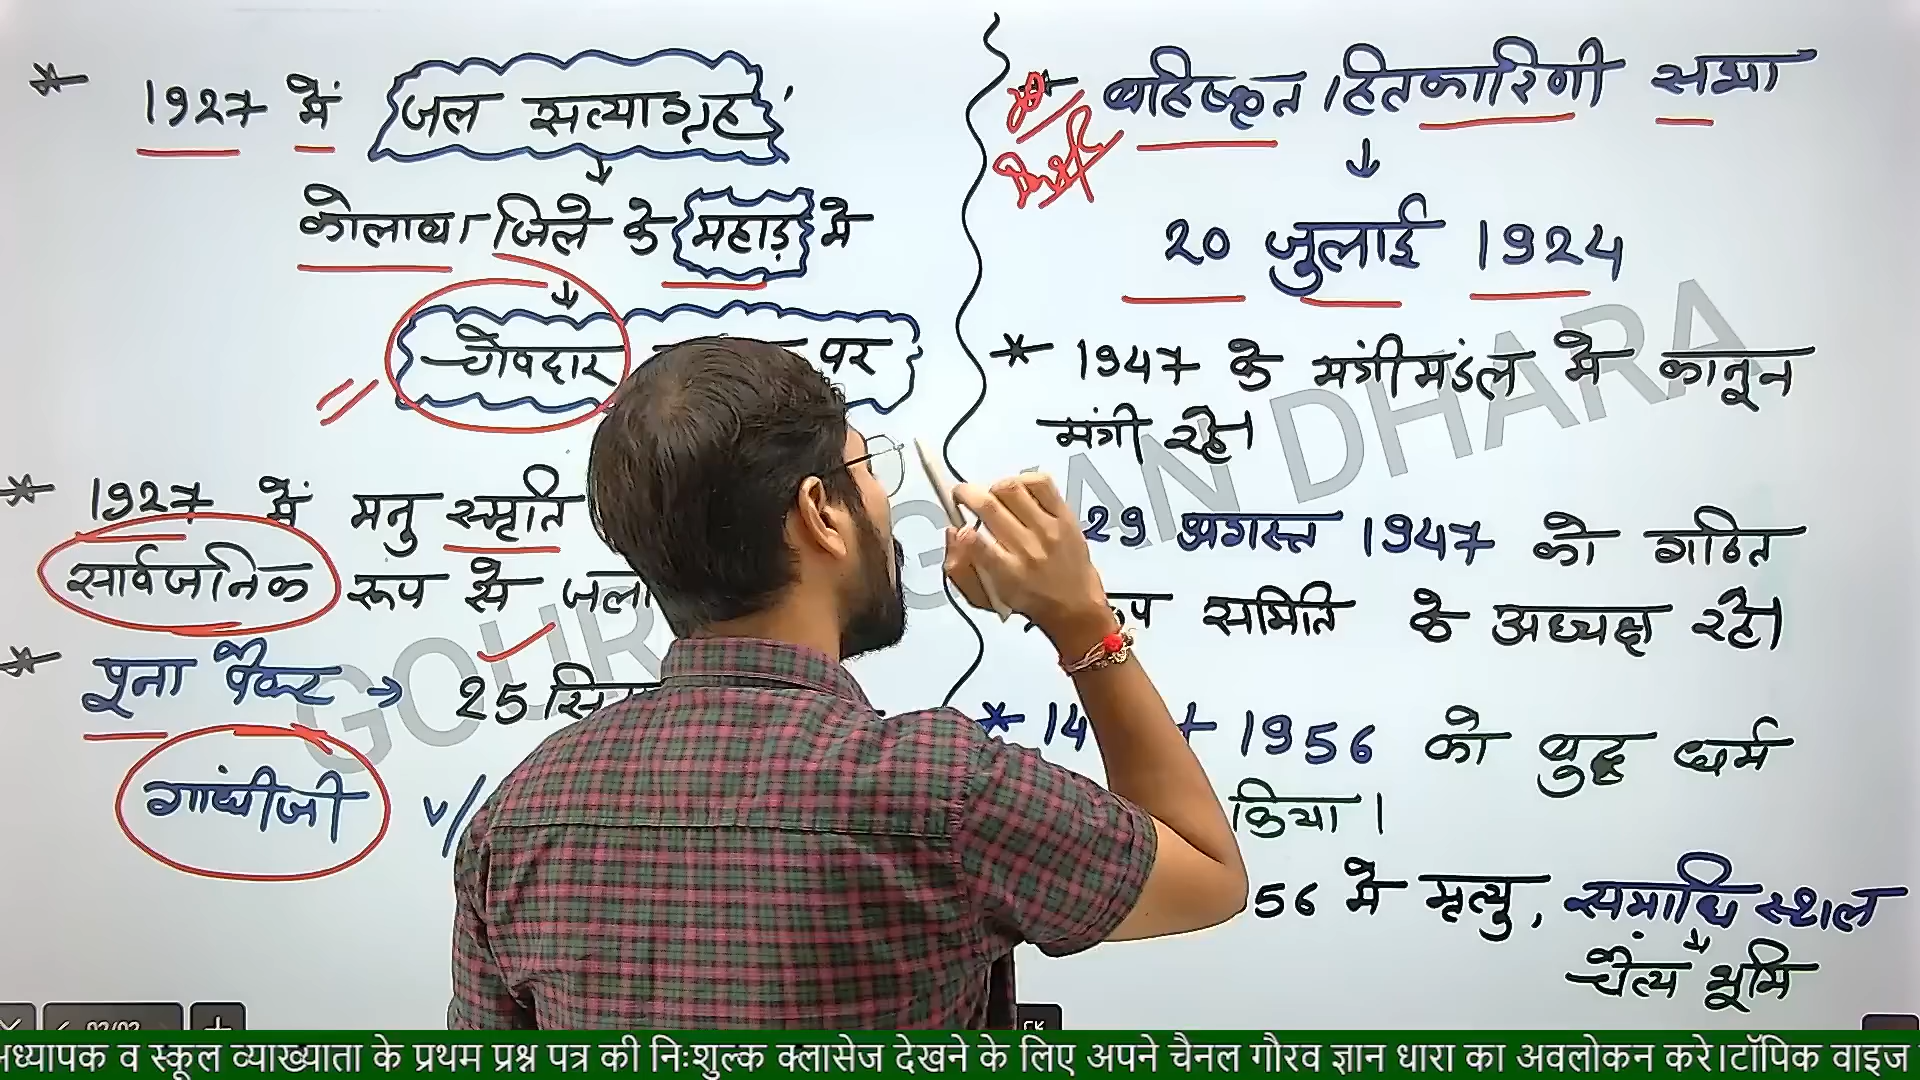 * 1927 में जल सत्याग्रह
कोलाबा जिले के महाड़ में
चोबदार पर
* 1927 में मनु स्मृति
सार्वजनिक रूप से जला
* पूना पैक्ट → 25 सि
गांधीजी v/
* बहिष्कृत हितकारिणी सभा
20 जुलाई 1924
* 1947 के मंत्रीमंडल में कानून
मंत्री रहे।
29 अगस्त 1947 को गठित
समिति के अध्यक्ष रहे।
* 14 1956 को बुद्ध धर्म
किया।
56 में मृत्यु, समाधि स्थल
चैत्य भूमि
GOURAV GYAN DHARA
अध्यापक व स्कूल व्याख्याता के प्रथम प्रश्न पत्र की निःशुल्क क्लासेज देखने के लिए अपने चैनल गौरव ज्ञान धारा का अवलोकन करे।टॉपिक वाइज